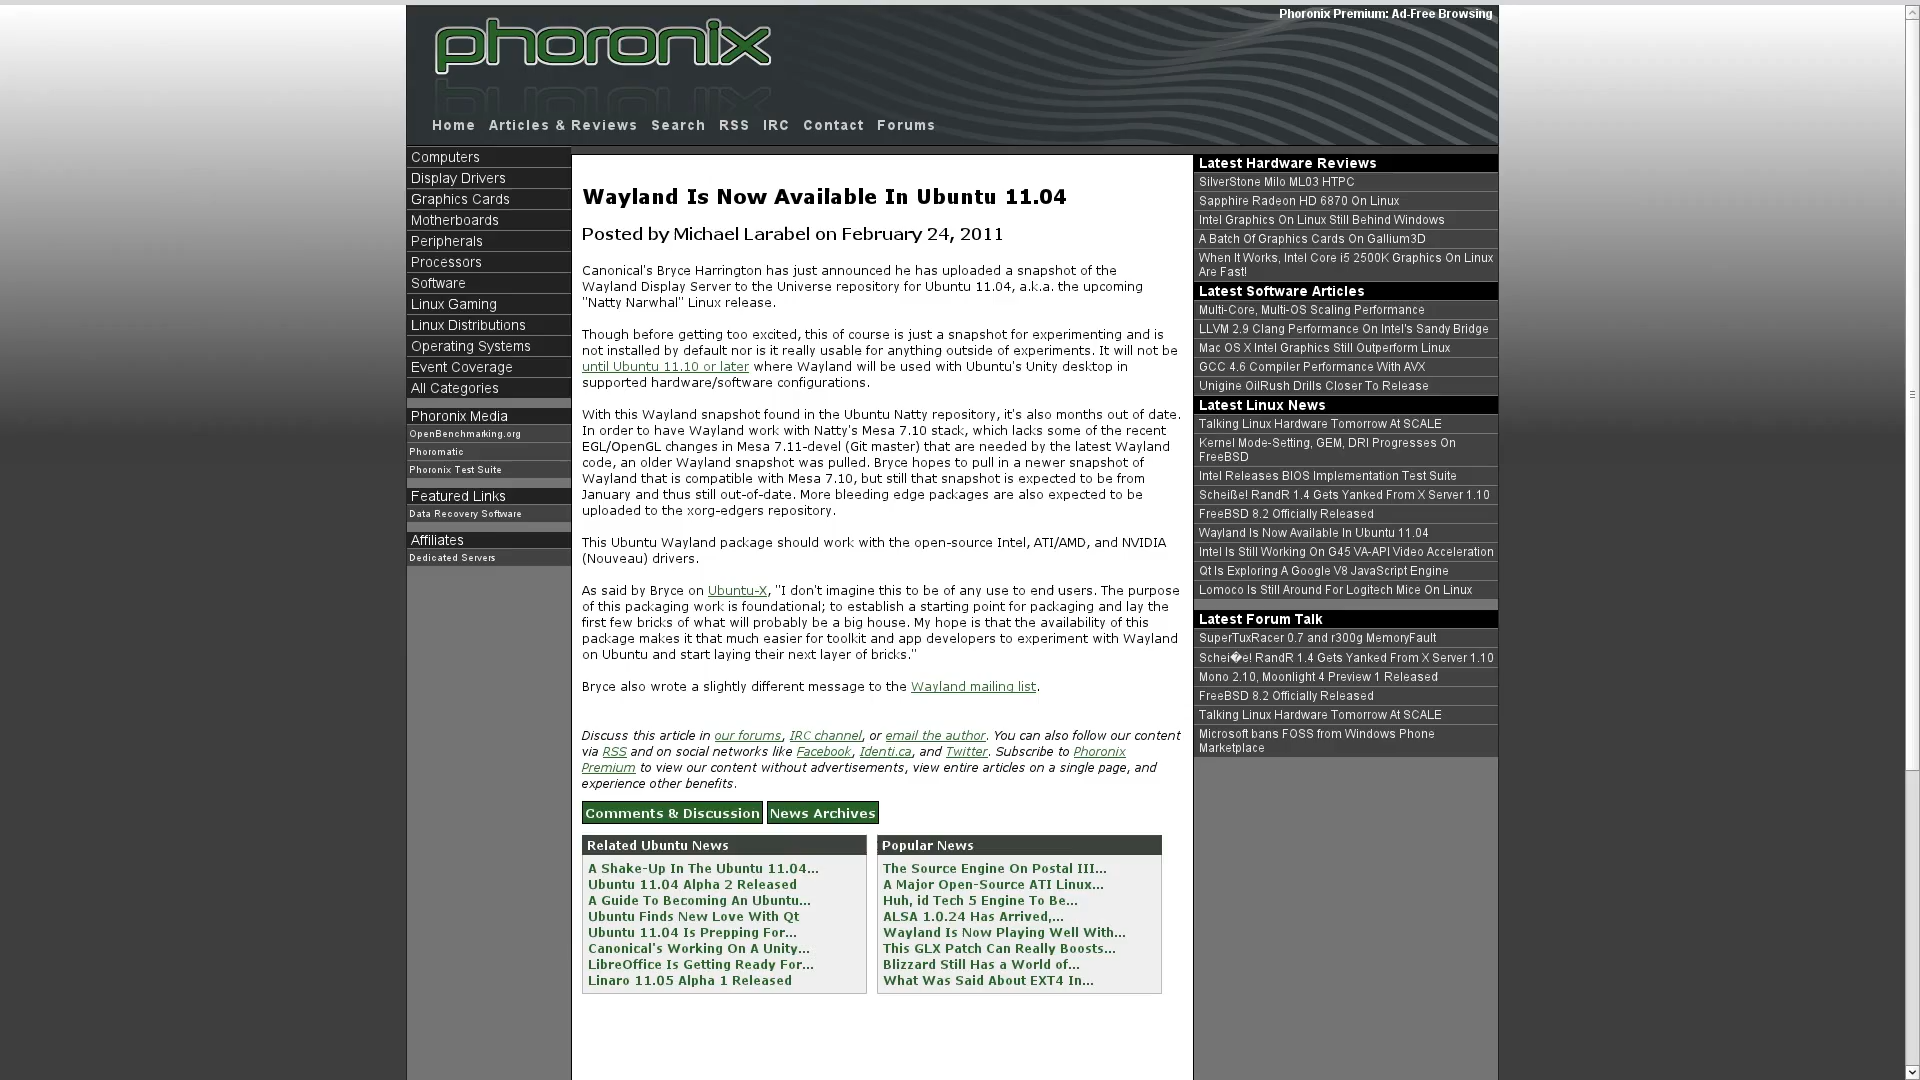 Phoronix Premium: Ad-Free Browsing
phoronix
Home Articles & Reviews Search RSS IRC Contact Forums
Computers
Display Drivers
Graphics Cards
Motherboards
Peripherals
Processors
Software
Linux Gaming
Linux Distributions
Operating Systems
Event Coverage
All Categories
Phoronix Media
OpenBenchmarking.org
Phoromatic
Phoronix Test Suite
Featured Links
Data Recovery Software
Affiliates
Dedicated Servers
Wayland Is Now Available In Ubuntu 11.04
Posted by Michael Larabel on February 24, 2011
Canonical's Bryce Harrington has just announced he has uploaded a snapshot of the
Wayland Display Server to the Universe repository for Ubuntu 11.04, a.k.a. the upcoming
"Natty Narwhal" Linux release.
Though before getting too excited, this of course is just a snapshot for experimenting and is
not installed by default nor is it really usable for anything outside of experiments. It will not be
until Ubuntu 11.10 or later where Wayland will be used with Ubuntu's Unity desktop in
supported hardware/software configurations.
With this Wayland snapshot found in the Ubuntu Natty repository, it's also months out of date.
In order to have Wayland work with Natty's Mesa 7.10 stack, which lacks some of the recent
EGL/OpenGL changes in Mesa 7.11-devel (Git master) that are needed by the latest Wayland
code, an older Wayland snapshot was pulled. Bryce hopes to pull in a newer snapshot of
Wayland that is compatible with Mesa 7.10, but still that snapshot is expected to be from
January and thus still out-of-date. More bleeding edge packages are also expected to be
uploaded to the xorg-edgers repository.
This Ubuntu Wayland package should work with the open-source Intel, ATI/AMD, and NVIDIA
(Nouveau) drivers.
As said by Bryce on Ubuntu-X, "I don't imagine this to be of any use to end users. The purpose
of this packaging work is foundational; to establish a starting point for packaging and lay the
first few bricks of what will probably be a big house. My hope is that the availability of this
package makes it that much easier for toolkit and app developers to experiment with Wayland
on Ubuntu and start laying their next layer of bricks."
Bryce also wrote a slightly different message to the Wayland mailing list.
Discuss this article in our forums, IRC channel, or email the author. You can also follow our content
via RSS and on social networks like Facebook, Identi.ca, and Twitter. Subscribe to Phoronix
Premium to view our content without advertisements, view entire articles on a single page, and
experience other benefits.
Comments & Discussion News Archives
Related Ubuntu News
A Shake-Up In The Ubuntu 11.04...
Ubuntu 11.04 Alpha 2 Released
A Guide To Becoming An Ubuntu...
Ubuntu Finds New Love With Qt
Ubuntu 11.04 Is Prepping For...
Canonical's Working On A Unity...
LibreOffice Is Getting Ready For...
Linaro 11.05 Alpha 1 Released
Popular News
The Source Engine On Postal III...
A Major Open-Source ATI Linux...
Huh, id Tech 5 Engine To Be...
ALSA 1.0.24 Has Arrived,...
Wayland Is Now Playing Well With...
This GLX Patch Can Really Boosts...
Blizzard Still Has a World of...
What Was Said About EXT4 In...
Latest Hardware Reviews
SilverStone Milo ML03 HTPC
Sapphire Radeon HD 6870 On Linux
Intel Graphics On Linux Still Behind Windows
A Batch Of Graphics Cards On Gallium3D
When It Works, Intel Core i5 2500K Graphics On Linux
Are Fast!
Latest Software Articles
Multi-Core, Multi-OS Scaling Performance
LLVM 2.9 Clang Performance On Intel's Sandy Bridge
Mac OS X Intel Graphics Still Outperform Linux
GCC 4.6 Compiler Performance With AVX
Unigine OilRush Drills Closer To Release
Latest Linux News
Talking Linux Hardware Tomorrow At SCALE
Kernel Mode-Setting, GEM, DRI Progresses On
FreeBSD
Intel Releases BIOS Implementation Test Suite
Scheiße! RandR 1.4 Gets Yanked From X Server 1.10
FreeBSD 8.2 Officially Released
Wayland Is Now Available In Ubuntu 11.04
Intel Is Still Working On G45 VA-API Video Acceleration
Qt Is Exploring A Google V8 JavaScript Engine
Lomoco Is Still Around For Logitech Mice On Linux
Latest Forum Talk
SuperTuxRacer 0.7 and r300g MemoryFault
Schei�e! RandR 1.4 Gets Yanked From X Server 1.10
Mono 2.10, Moonlight 4 Preview 1 Released
FreeBSD 8.2 Officially Released
Talking Linux Hardware Tomorrow At SCALE
Microsoft bans FOSS from Windows Phone
Marketplace